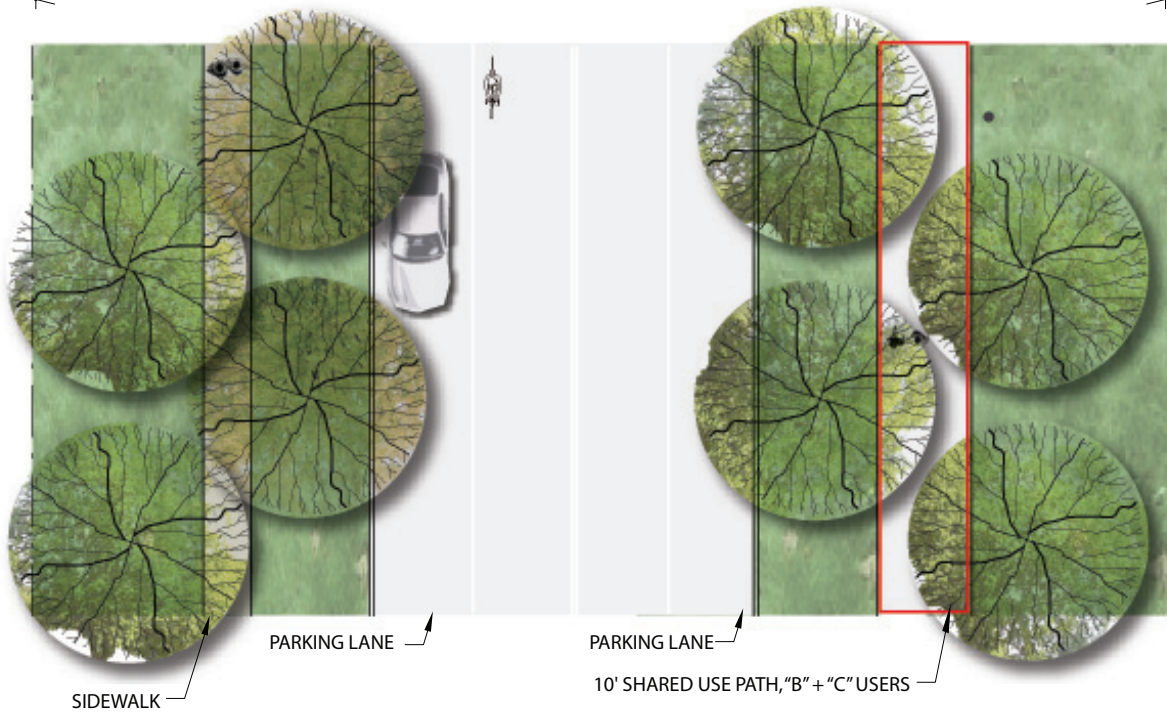 PARKING LANE
PARKING LANE
10' SHARED USE PATH, “B” + “C” USERS
SIDEWALK